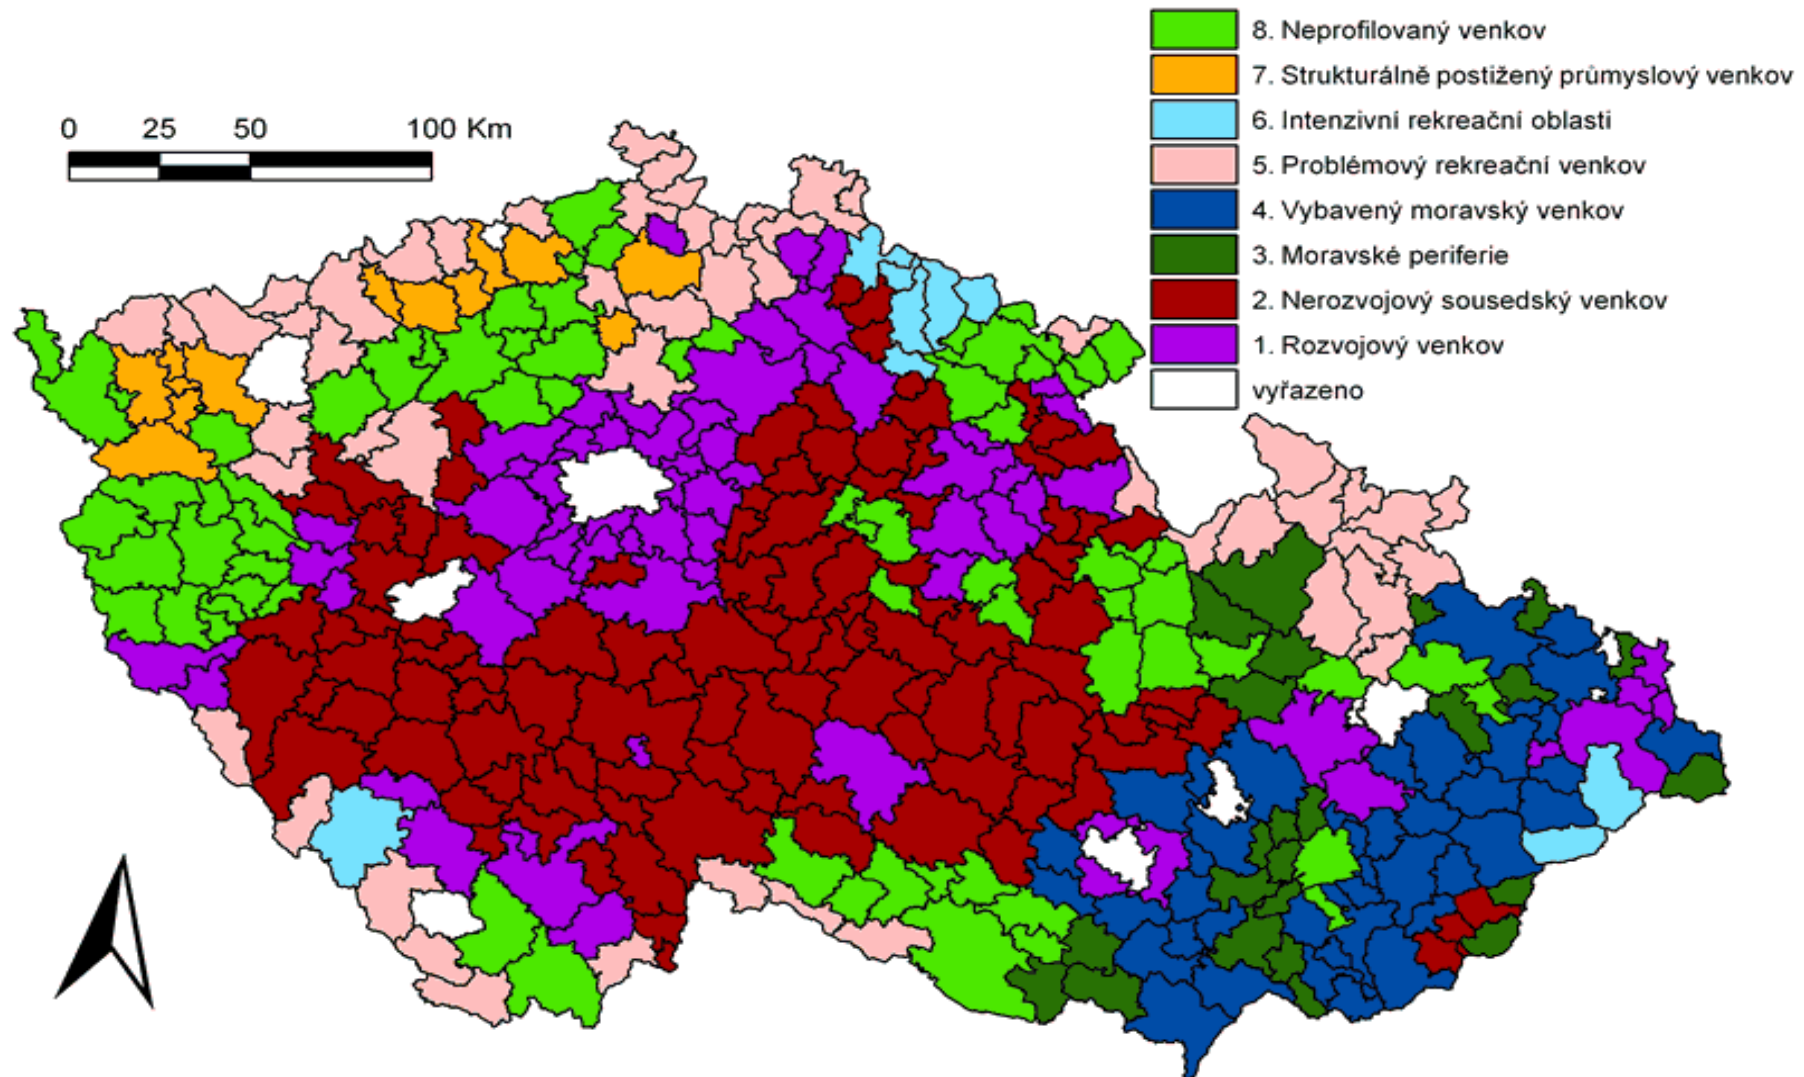 8. Neprofilovaný venkov
7. Strukturálně postižený průmyslový venkov
6. Intenzivní rekreační oblasti
5. Problémový rekreační venkov
4. Vybavený moravský venkov
3. Moravské periferie
2. Nerozvojový sousedský venkov
1. Rozvojový venkov
vyřazeno
0 25 50 100 Km